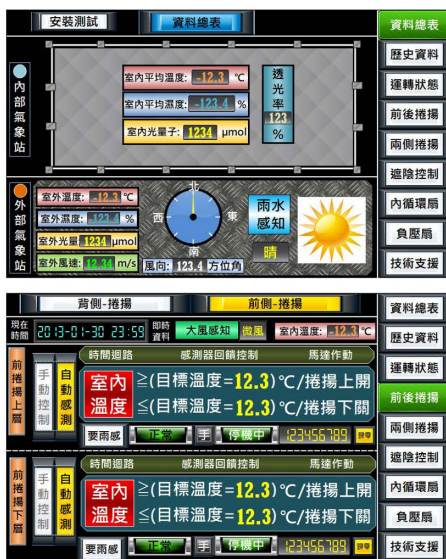 安裝測試
資料總表
資料總表
歷史資料
運轉狀態
前後捲揚
兩側捲揚
遮陰控制
內循環扇
負壓扇
技術支援
內部氣象站
室內平均溫度: -12.3 ℃
室內平均濕度: -123.4 %
室內光量子: 1234 μmol
透光率 123 %
外部氣象站
室外溫度: -12.3 ℃
室外濕度: -123.4 %
室外光量 1234 μmol
室外風速: 12.34 m/s
北
西
東
南
風向: 123.4 方位角
雨水感知
晴
背側-捲揚
前側-捲揚
現在時間 2013-01-30 23:59 即時資料 大風感知 微風 室內溫度: -12.3 ℃
資料總表
歷史資料
運轉狀態
前後捲揚
兩側捲揚
遮陰控制
內循環扇
負壓扇
技術支援
前捲揚上層
手動控制
自動感測
時間迴路 感測器回饋控制 馬達作動
室內溫度
≧(目標溫度=12.3)℃/捲揚上開
≦(目標溫度=12.3)℃/捲揚下關
要雨感 正常 手 停機中 123456789 歸零
前捲揚下層
手動控制
自動感測
時間迴路 感測器回饋控制 馬達作動
室內溫度
≧(目標溫度=12.3)℃/捲揚上開
≦(目標溫度=12.3)℃/捲揚下關
要雨感 正常 手 停機中 123456789 歸零